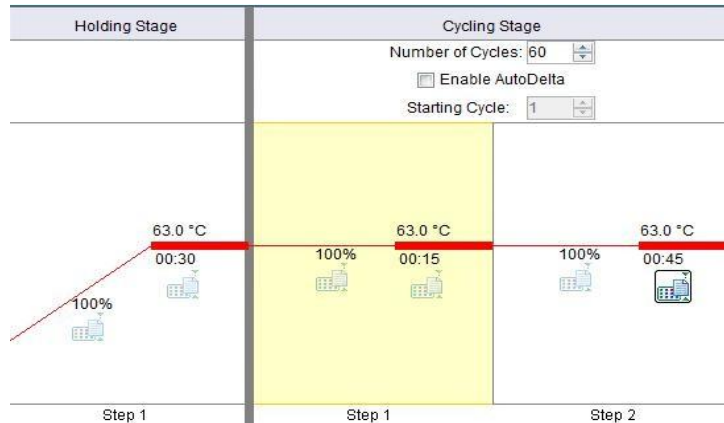 Holding Stage
Cycling Stage
Number of Cycles: 60
Enable AutoDelta
Starting Cycle: 1
63.0 °C
00:30
100%
63.0 °C
100%
00:15
63.0 °C
100%
00:45
Step 1
Step 1
Step 2